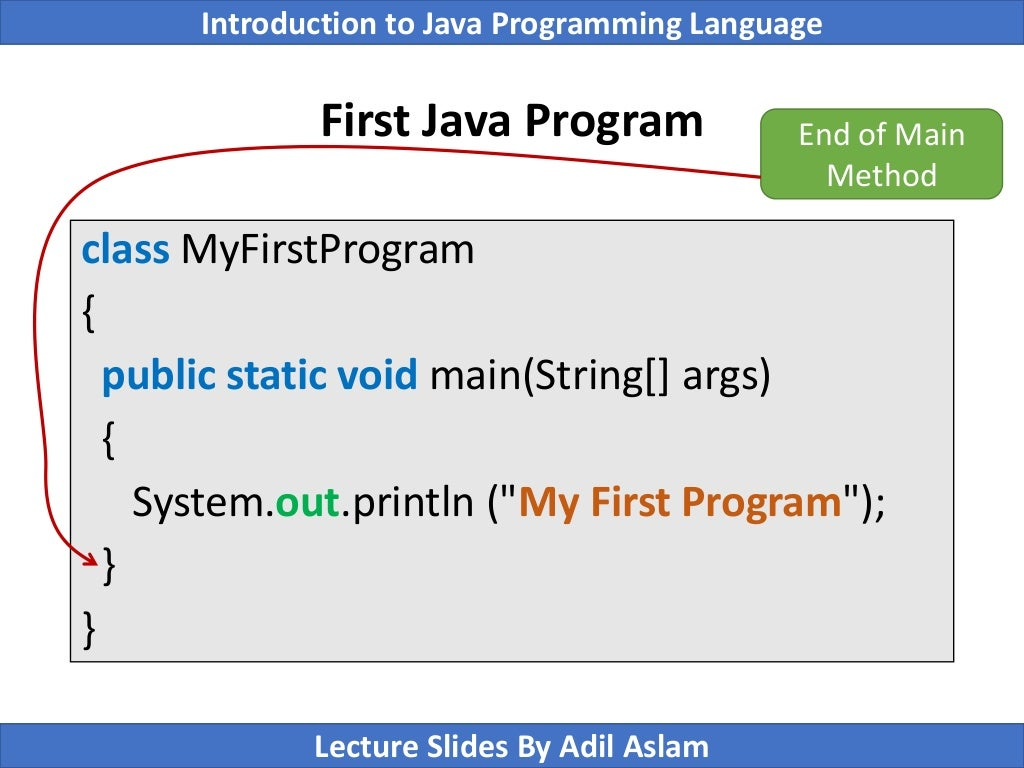 Introduction to Java Programming Language
First Java Program
End of Main
Method
class MyFirstProgram
{
public static void main(String[] args)
{
System.out.println ("My First Program");
}
}
Lecture Slides By Adil Aslam